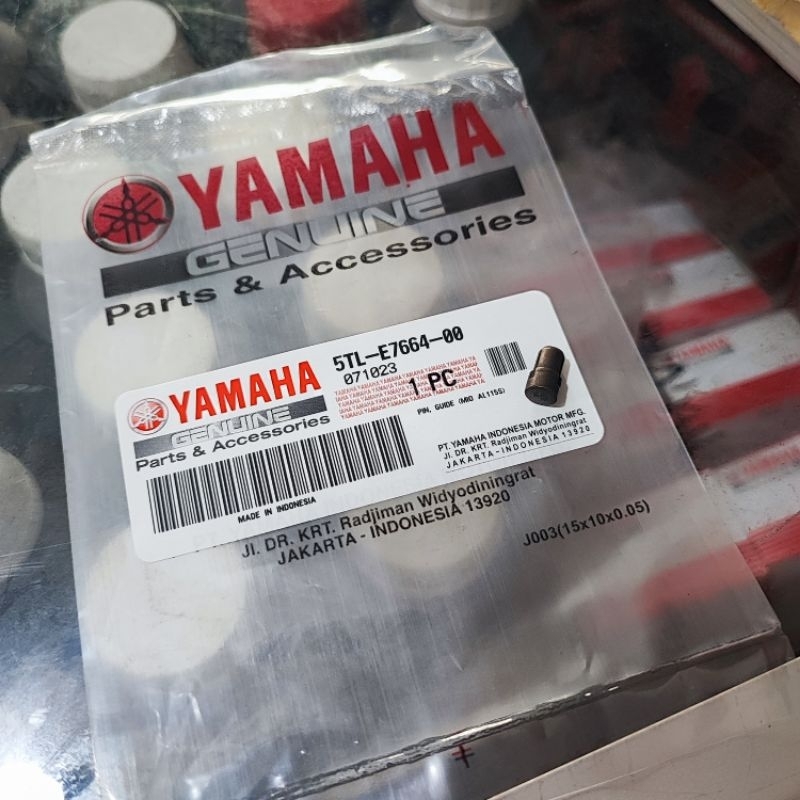 YAMAHA
GENUINE
Parts & Accessories
YAMAHA
GENUINE
Parts & Accessories
5TL-E7664-00
071023
1 PC
PIN, GUIDE (MIO AL115S)
MADE IN INDONESIA
PT. YAMAHA INDONESIA MOTOR MFG.
Jl. DR. KRT. Radjiman Widyodiningrat
JAKARTA - INDONESIA 13920
Jl. DR. KRT. Radjiman Widyodiningrat
JAKARTA - INDONESIA 13920
J003(15x10x0.05)